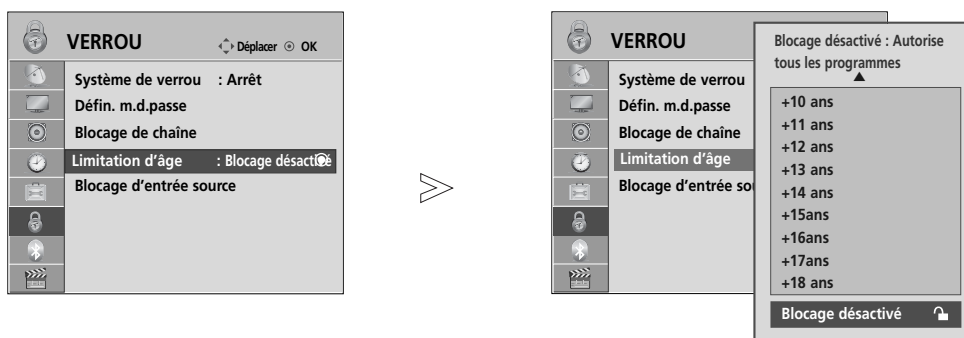 VERROU
Déplacer OK
Système de verrou : Arrêt
Défin. m.d.passe
Blocage de chaîne
Limitation d’âge : Blocage désactivé
Blocage d’entrée source
VERROU
Système de verrou
Défin. m.d.passe
Blocage de chaîne
Limitation d’âge
Blocage d’entrée sou
Blocage désactivé : Autorise
tous les programmes
+10 ans
+11 ans
+12 ans
+13 ans
+14 ans
+15ans
+16ans
+17ans
+18 ans
Blocage désactivé